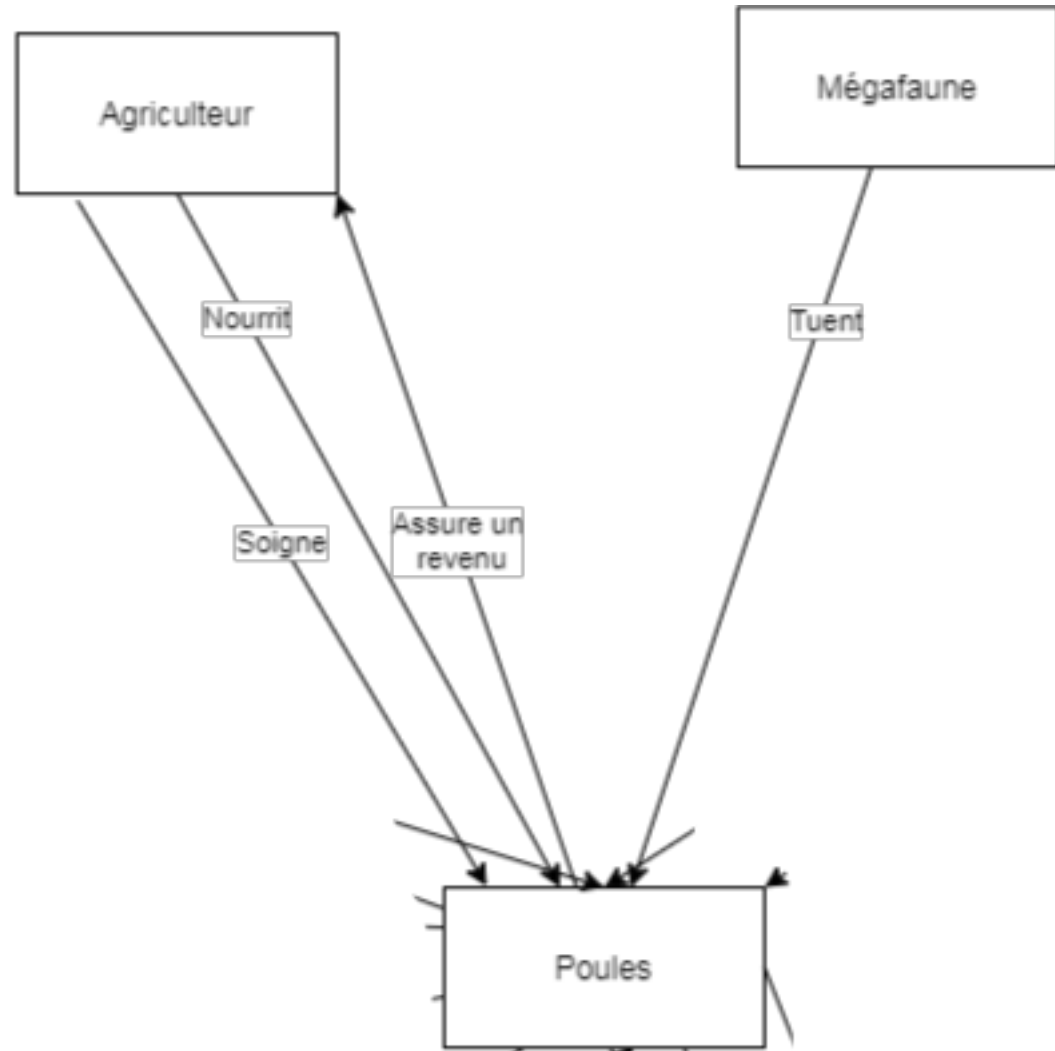 Agriculteur
Mégafaune
Nourrit
Tuent
Assure un
revenu
Soigne
Poules